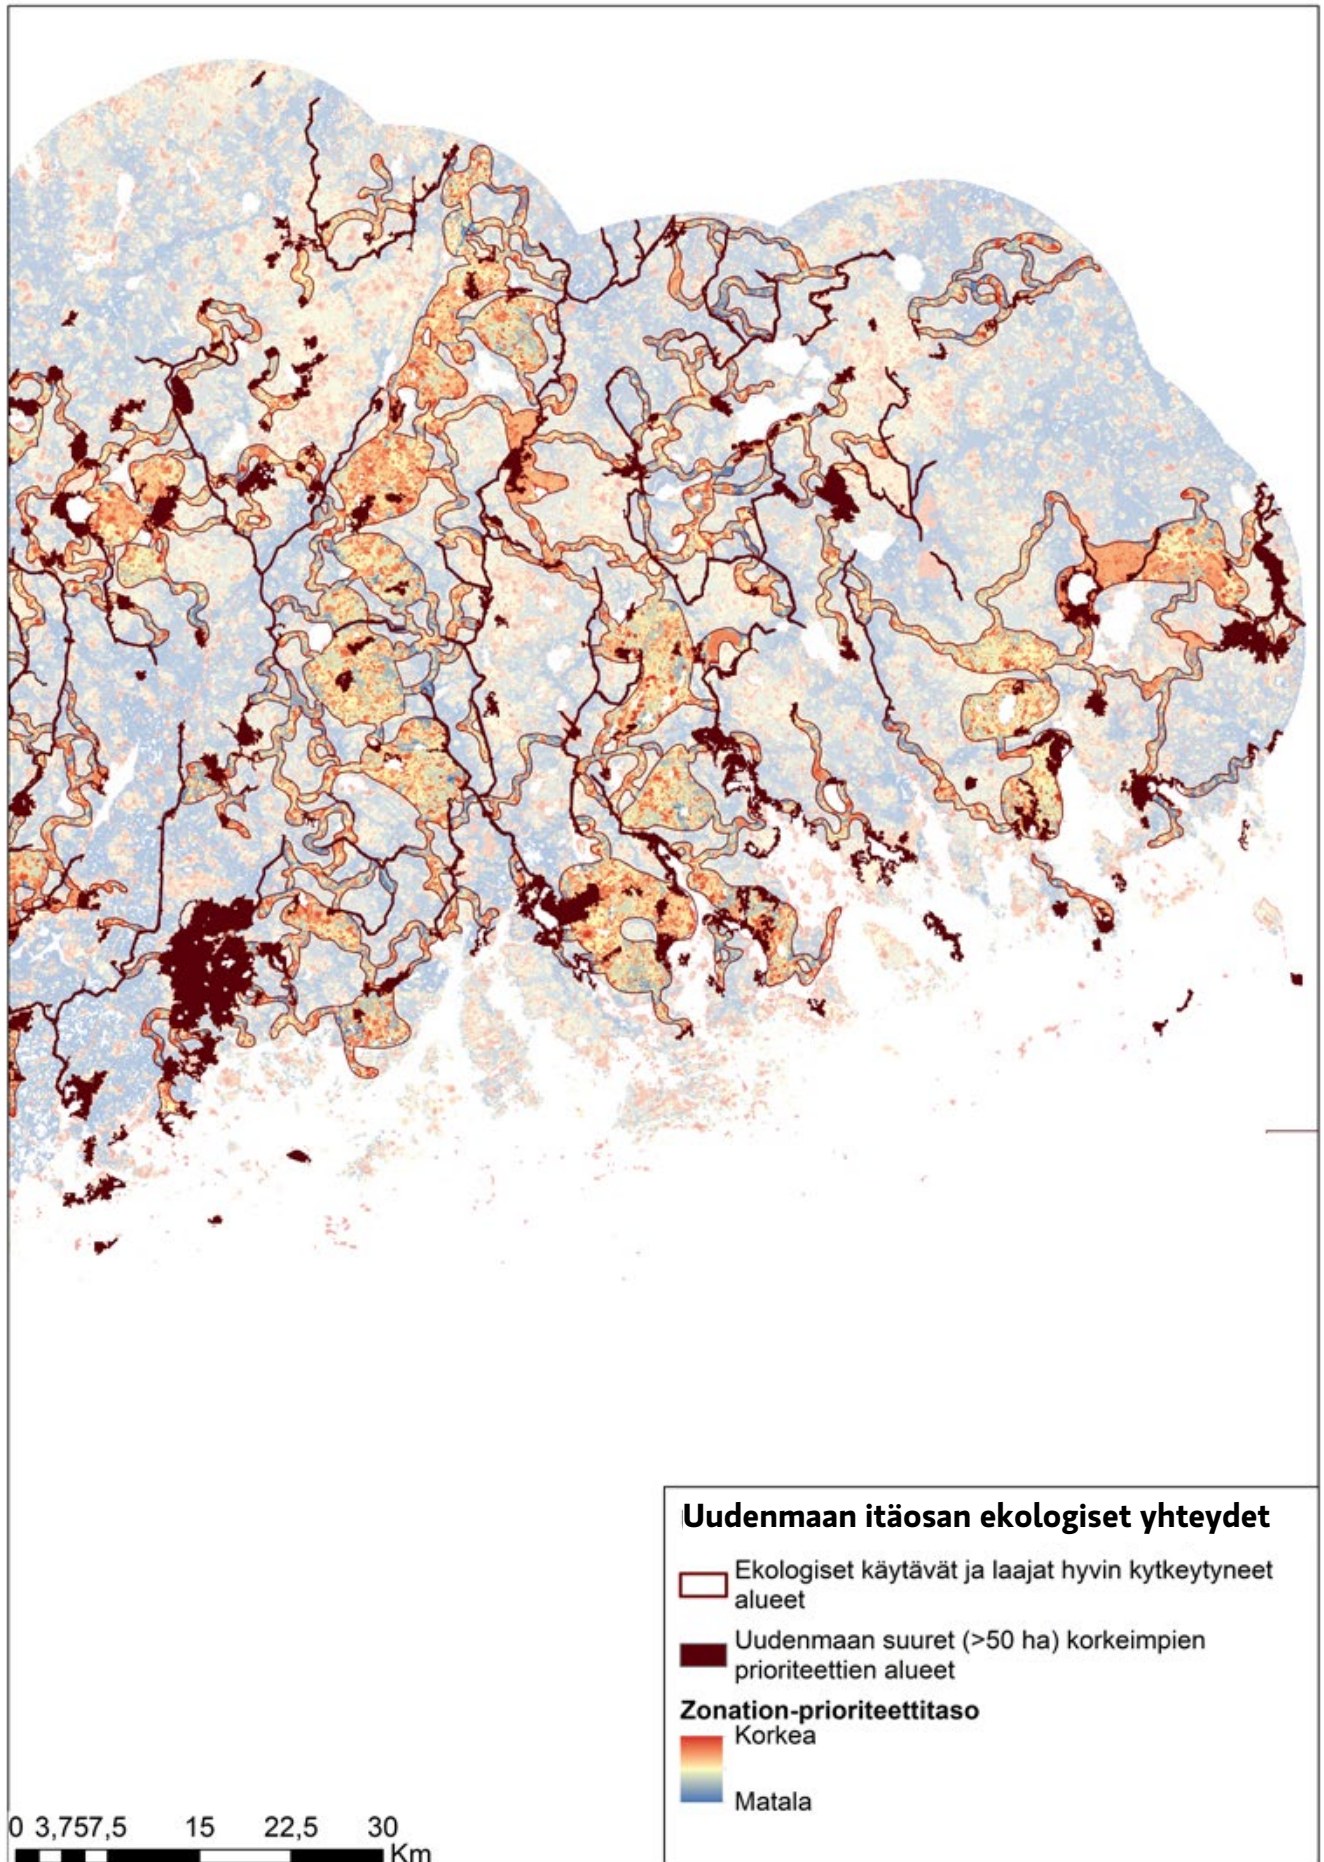 Uudenmaan itäosan ekologiset yhteydet
Ekologiset käytävät ja laajat hyvin kytkeytyneet
alueet
Uudenmaan suuret (>50 ha) korkeimpien
prioriteettien alueet
Zonation-prioriteettitaso
Korkea
Matala
0 3,757,5 15 22,5 30
Km